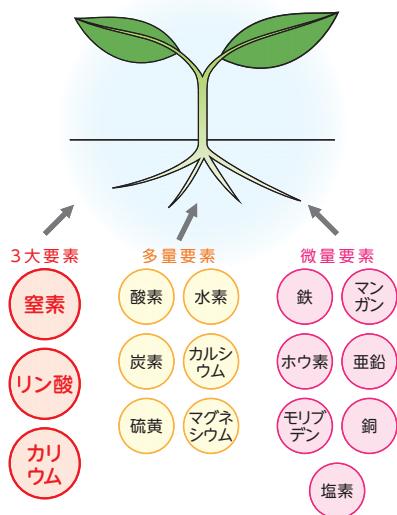 3大要素
窒素
リン酸
カリ
ウム
多量要素
酸素
水素
炭素
カルシ
ウム
硫黄
マグネ
シウム
微量要素
鉄
マン
ガン
ホウ素
亜鉛
モリブ
デン
銅
塩素